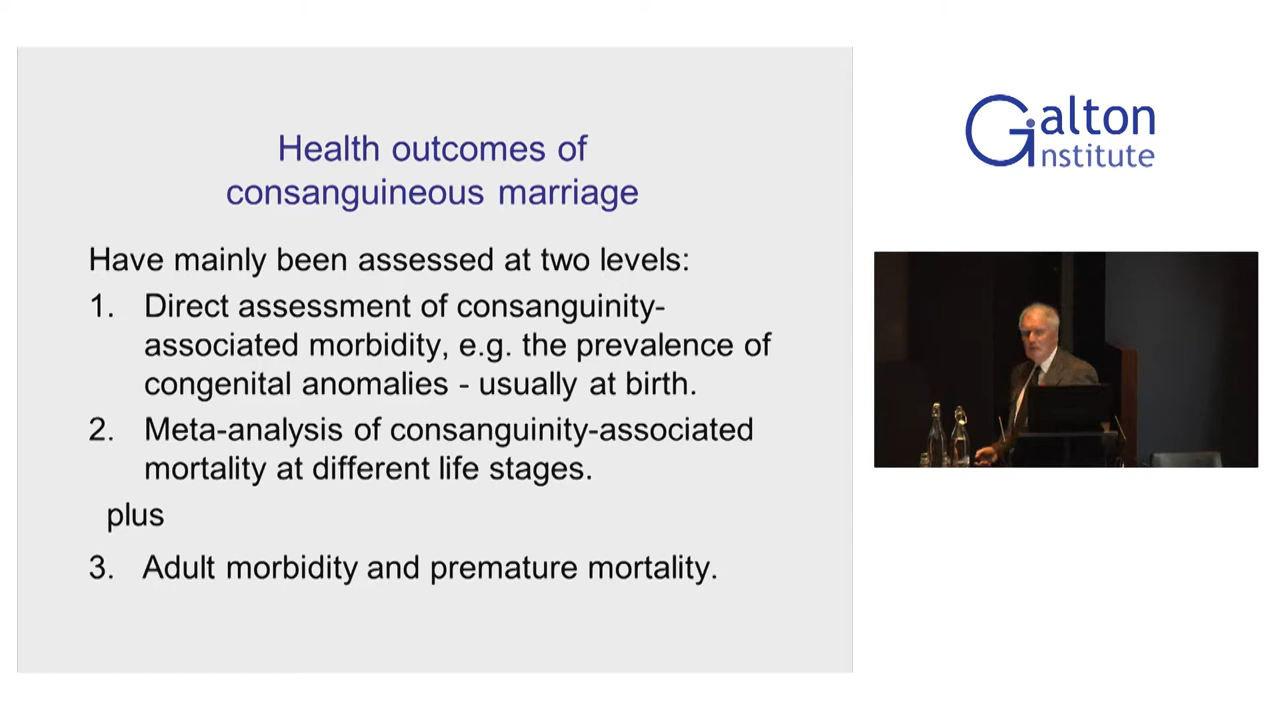 Health outcomes of
consanguineous marriage
Have mainly been assessed at two levels:
1. Direct assessment of consanguinity-
associated morbidity, e.g. the prevalence of
congenital anomalies - usually at birth.
2. Meta-analysis of consanguinity-associated
mortality at different life stages.
plus
3. Adult morbidity and premature mortality.
Galton
Institute